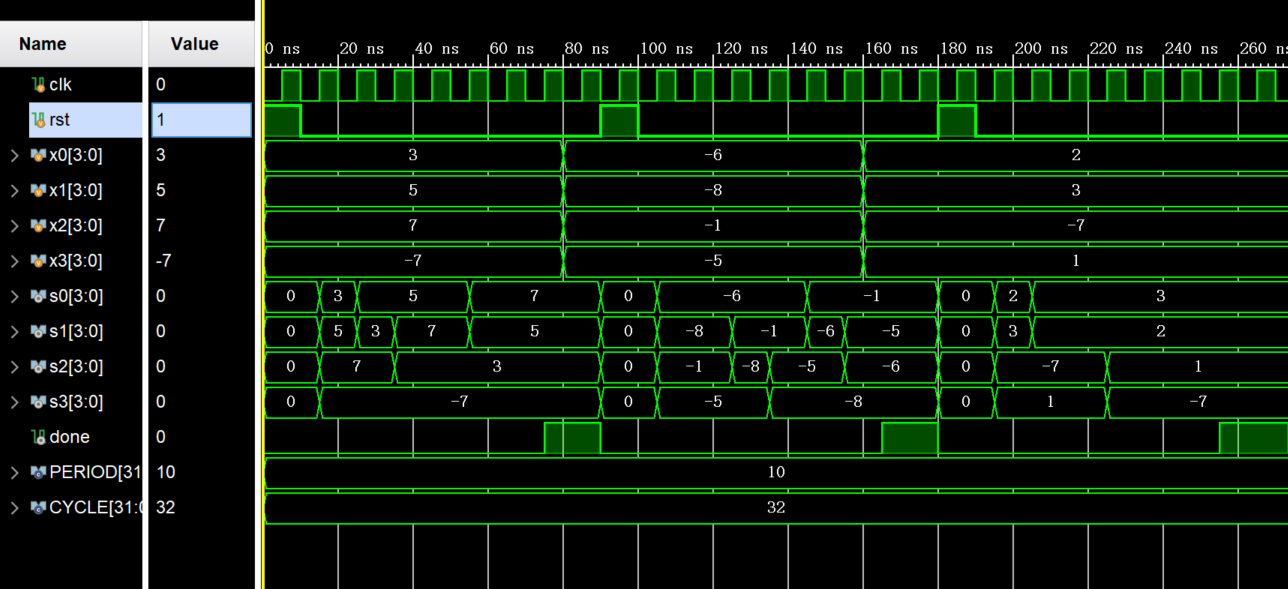 Name Value 0 ns 20 ns 40 ns 60 ns 80 ns 100 ns 120 ns 140 ns 160 ns 180 ns 200 ns 220 ns 240 ns 260 ns
clk 0
rst 1
x0[3:0] 3 3 -6 2
x1[3:0] 5 5 -8 3
x2[3:0] 7 7 -1 -7
x3[3:0] -7 -7 -5 1
s0[3:0] 0 0 3 5 7 0 -6 -1 0 2 3
s1[3:0] 0 0 5 3 7 5 0 -8 -1 -6 -5 0 3 2
s2[3:0] 0 0 7 3 0 -1 -8 -5 -6 0 -7 1
s3[3:0] 0 0 -7 0 -5 -8 0 1 -7
done 0
PERIOD[31 10 10
CYCLE[31:0 32 32